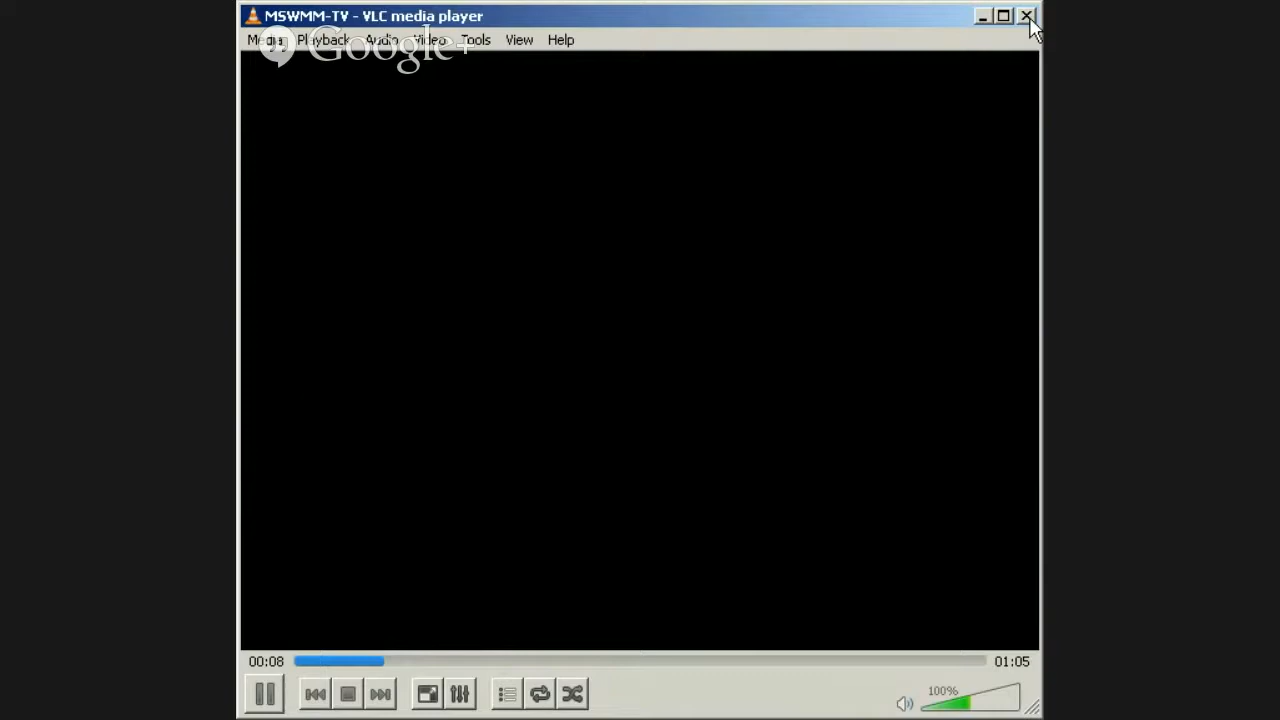 MSWMM-TV - VLC media player
Media Playback Audio Video Tools View Help
Google+
00:08 01:05
100%